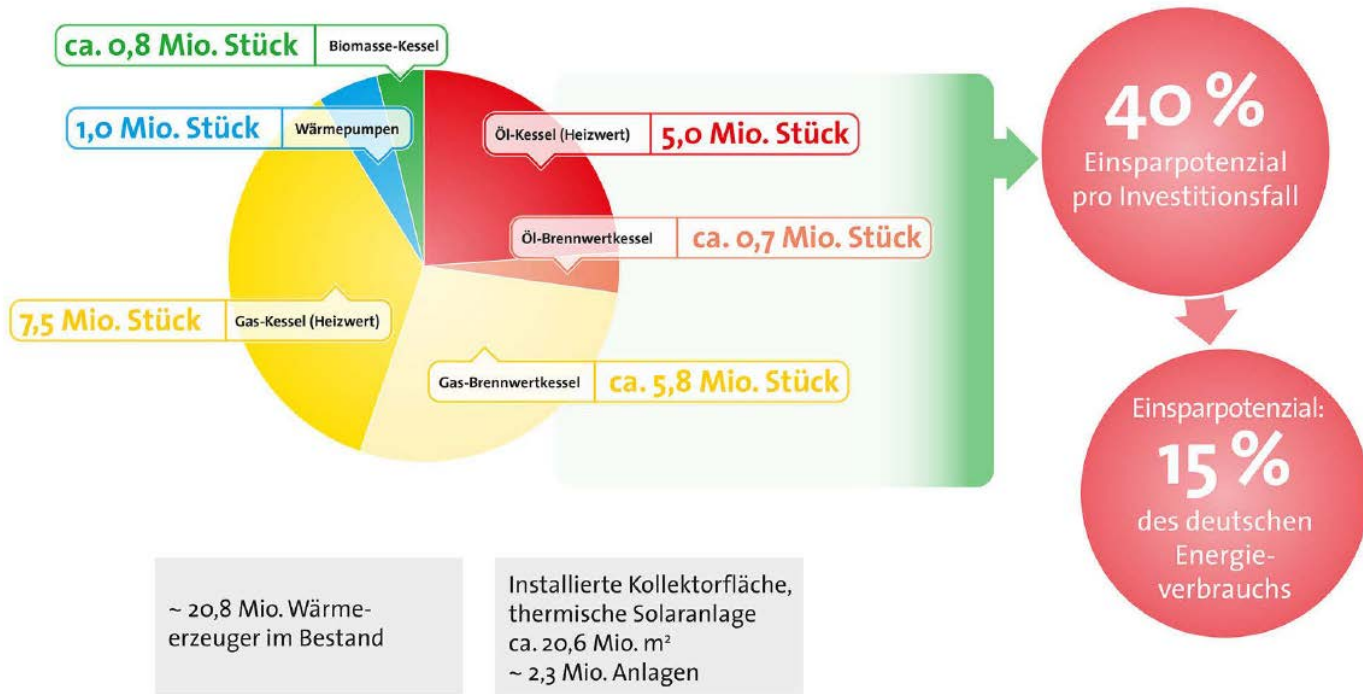 ca. 0,8 Mio. Stück Biomasse-Kessel
1,0 Mio. Stück Wärmepumpen
Öl-Kessel (Heizwert) 5,0 Mio. Stück
Öl-Brennwertkessel ca. 0,7 Mio. Stück
7,5 Mio. Stück Gas-Kessel (Heizwert)
Gas-Brennwertkessel ca. 5,8 Mio. Stück
40 %
Einsparpotenzial
pro Investitionsfall
Einsparpotenzial:
15 %
des deutschen
Energie-
verbrauchs
~ 20,8 Mio. Wärme-
erzeuger im Bestand
Installierte Kollektorfläche,
thermische Solaranlage
ca. 20,6 Mio. m²
~ 2,3 Mio. Anlagen